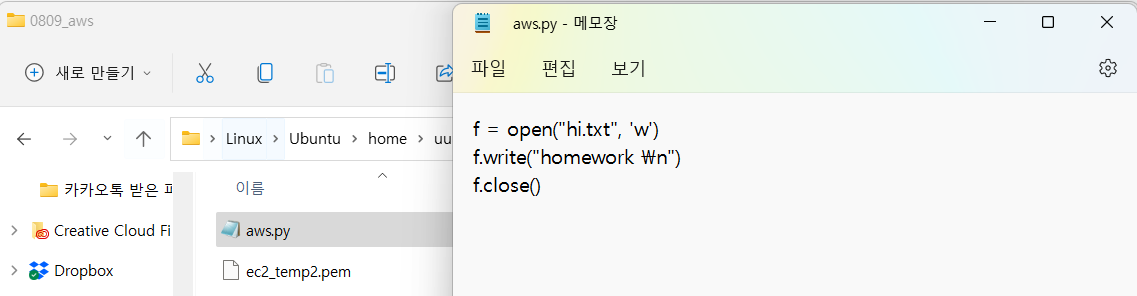 0809_aws
새로 만들기
Linux > Ubuntu > home > uu
카카오톡 받은 파
Creative Cloud Fi
Dropbox
이름
aws.py
ec2_temp2.pem
aws.py - 메모장
파일 편집 보기
f = open("hi.txt", 'w')
f.write("homework ₩n")
f.close()